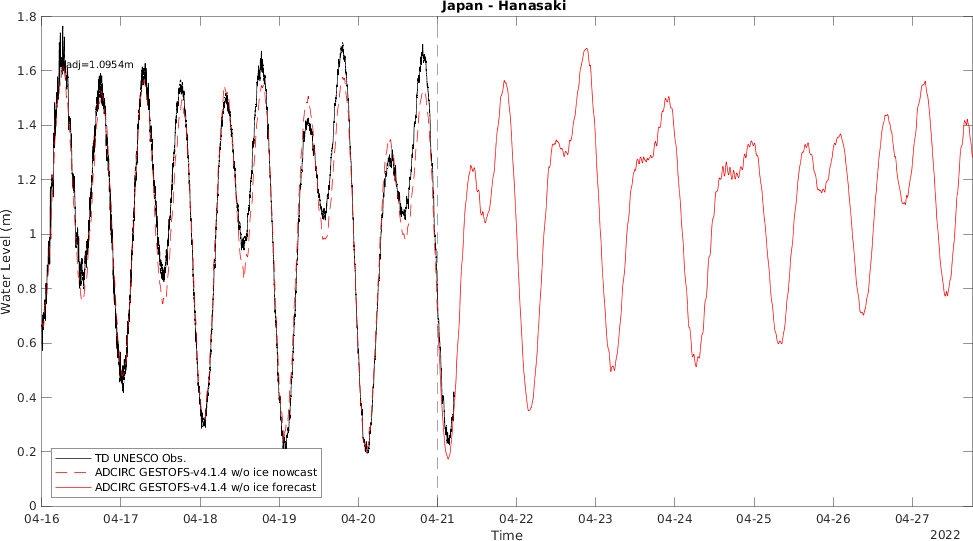 Japan - Hanasaki
1.8
1.6
1.4
1.2
1
0.8
0.6
0.4
0.2
0
Water Level (m)
adj=1.0954m
TD UNESCO Obs.
ADCIRC GESTOFS-v4.1.4 w/o ice nowcast
ADCIRC GESTOFS-v4.1.4 w/o ice forecast
04-16 04-17 04-18 04-19 04-20 04-21 04-22 04-23 04-24 04-25 04-26 04-27
Time
2022